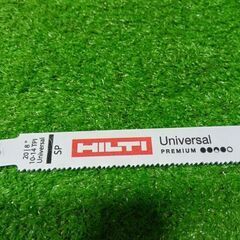 20 | 8"
10-14 TPI
Universal
SP
HILTI
Universal
PREMIUM